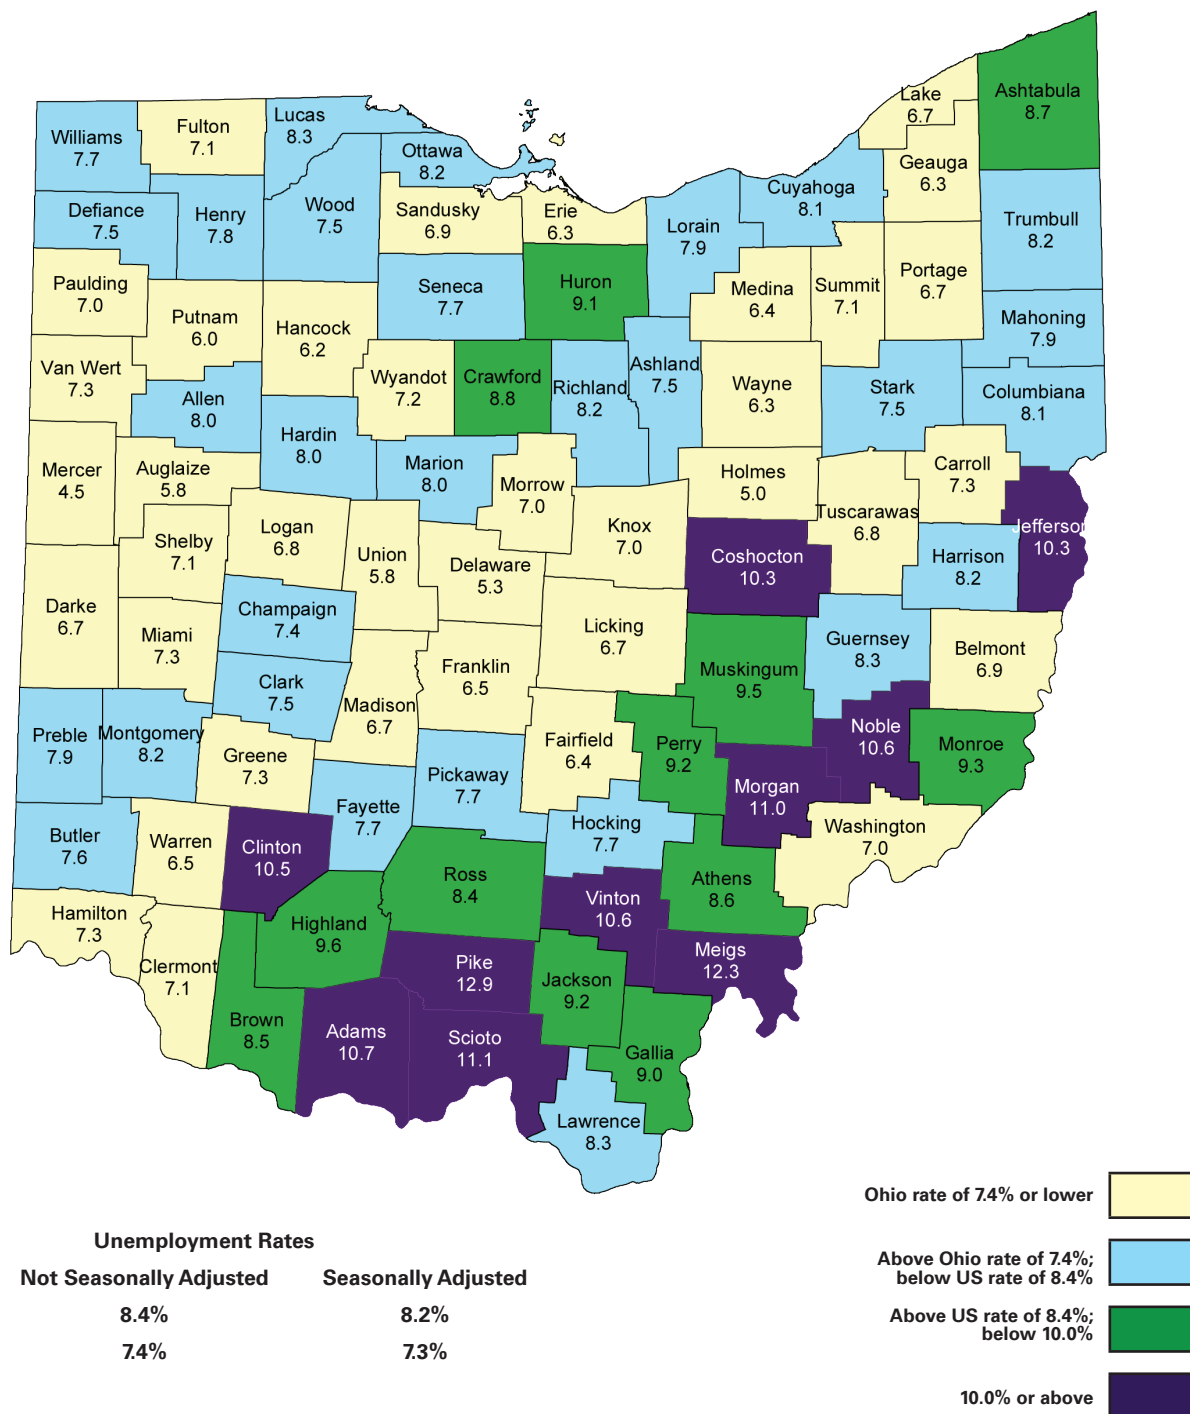 Lake
6.7
Ashtabula
8.7
Williams
7.7
Fulton
7.1
Lucas
8.3
Ottawa
8.2
Geauga
6.3
Cuyahoga
8.1
Defiance
7.5
Henry
7.8
Wood
7.5
Sandusky
6.9
Erie
6.3
Lorain
7.9
Trumbull
8.2
Paulding
7.0
Putnam
6.0
Hancock
6.2
Seneca
7.7
Huron
9.1
Medina
6.4
Summit
7.1
Portage
6.7
Mahoning
7.9
Van Wert
7.3
Allen
8.0
Wyandot
7.2
Crawford
8.8
Richland
8.2
Ashland
7.5
Wayne
6.3
Stark
7.5
Columbiana
8.1
Hardin
8.0
Marion
8.0
Mercer
4.5
Auglaize
5.8
Morrow
7.0
Holmes
5.0
Carroll
7.3
Tuscarawas
6.8
Jefferson
10.3
Shelby
7.1
Logan
6.8
Union
5.8
Delaware
5.3
Knox
7.0
Coshocton
10.3
Harrison
8.2
Darke
6.7
Miami
7.3
Champaign
7.4
Licking
6.7
Guernsey
8.3
Belmont
6.9
Clark
7.5
Madison
6.7
Franklin
6.5
Muskingum
9.5
Preble
7.9
Montgomery
8.2
Greene
7.3
Fairfield
6.4
Perry
9.2
Noble
10.6
Monroe
9.3
Pickaway
7.7
Morgan
11.0
Fayette
7.7
Hocking
7.7
Washington
7.0
Butler
7.6
Warren
6.5
Clinton
10.5
Ross
8.4
Vinton
10.6
Athens
8.6
Hamilton
7.3
Highland
9.6
Meigs
12.3
Clermont
7.1
Pike
12.9
Jackson
9.2
Brown
8.5
Adams
10.7
Scioto
11.1
Gallia
9.0
Lawrence
8.3
Ohio rate of 7.4% or lower
Above Ohio rate of 7.4%;
below US rate of 8.4%
Above US rate of 8.4%;
below 10.0%
10.0% or above
Unemployment Rates
Not Seasonally Adjusted Seasonally Adjusted
8.4% 8.2%
7.4% 7.3%